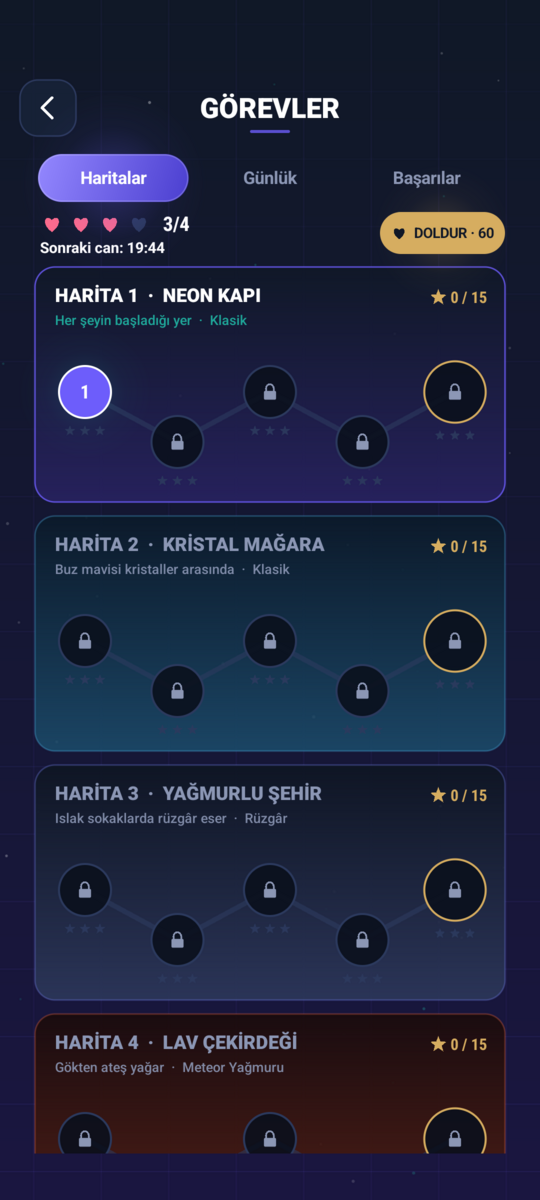 GÖREVLER
Haritalar Günlük Başarılar
3/4
Sonraki can: 19:44
DOLDUR · 60
HARİTA 1 · NEON KAPI
0 / 15
Her şeyin başladığı yer · Klasik
1
HARİTA 2 · KRİSTAL MAĞARA
0 / 15
Buz mavisi kristaller arasında · Klasik
HARİTA 3 · YAĞMURLU ŞEHİR
0 / 15
Islak sokaklarda rüzgâr eser · Rüzgâr
HARİTA 4 · LAV ÇEKİRDEĞİ
0 / 15
Gökten ateş yağar · Meteor Yağmuru